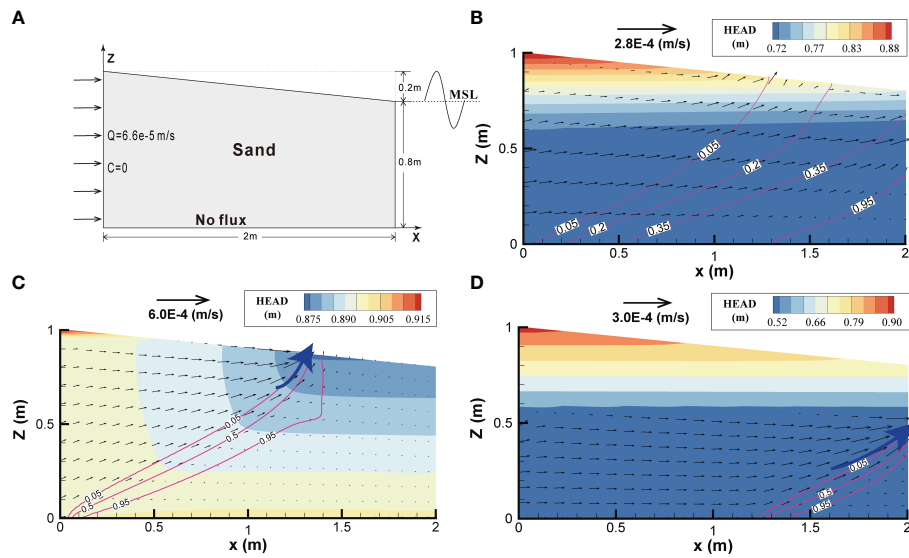 A
Z
0.2m
MSL
Q=6.6e-5 m/s
C=0
Sand
0.8m
No flux
2m
X
B
2.8E-4 (m/s)
HEAD
(m)
0.72 0.77 0.83 0.88
Z (m)
1
0.5
0
0.05
0.2
0.35
0.95
0.05
0.2
0.35
0.95
0 0.5 1 1.5 2
x (m)
C
6.0E-4 (m/s)
HEAD
(m)
0.875 0.890 0.905 0.915
Z (m)
1
0.5
0
0.05
0.5
0.95
0.05
0.5
0.95
0 0.5 1 1.5 2
x (m)
D
3.0E-4 (m/s)
HEAD
(m)
0.52 0.66 0.79 0.90
Z (m)
1
0.5
0
0.05
0.5
0.95
0 0.5 1 1.5 2
x (m)